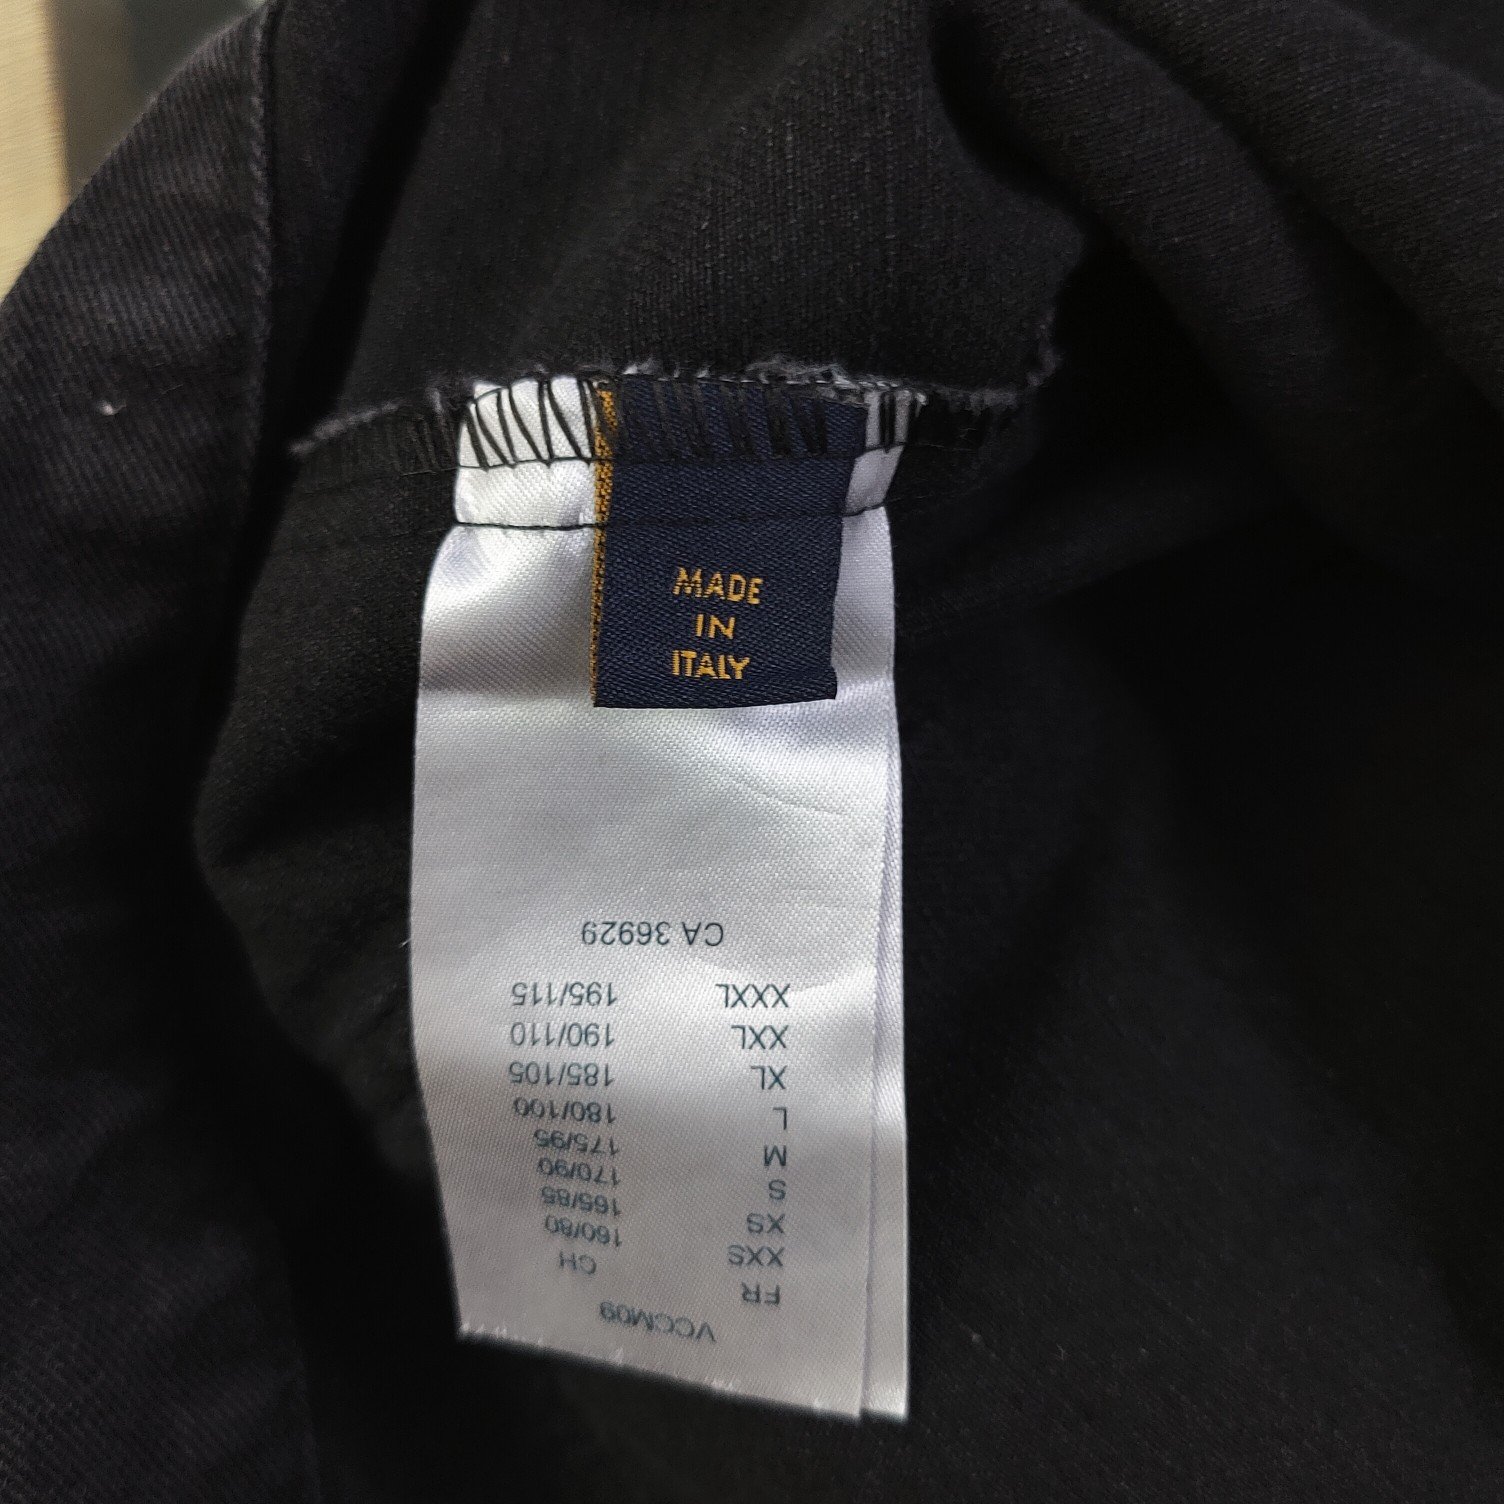 MADE
IN
ITALY
VCCM09
FR CH
XXS 160/80
XS 165/85
S 170/90
M 175/95
L 180/100
XL 185/105
XXL 190/110
XXXL 195/115
CA 36929